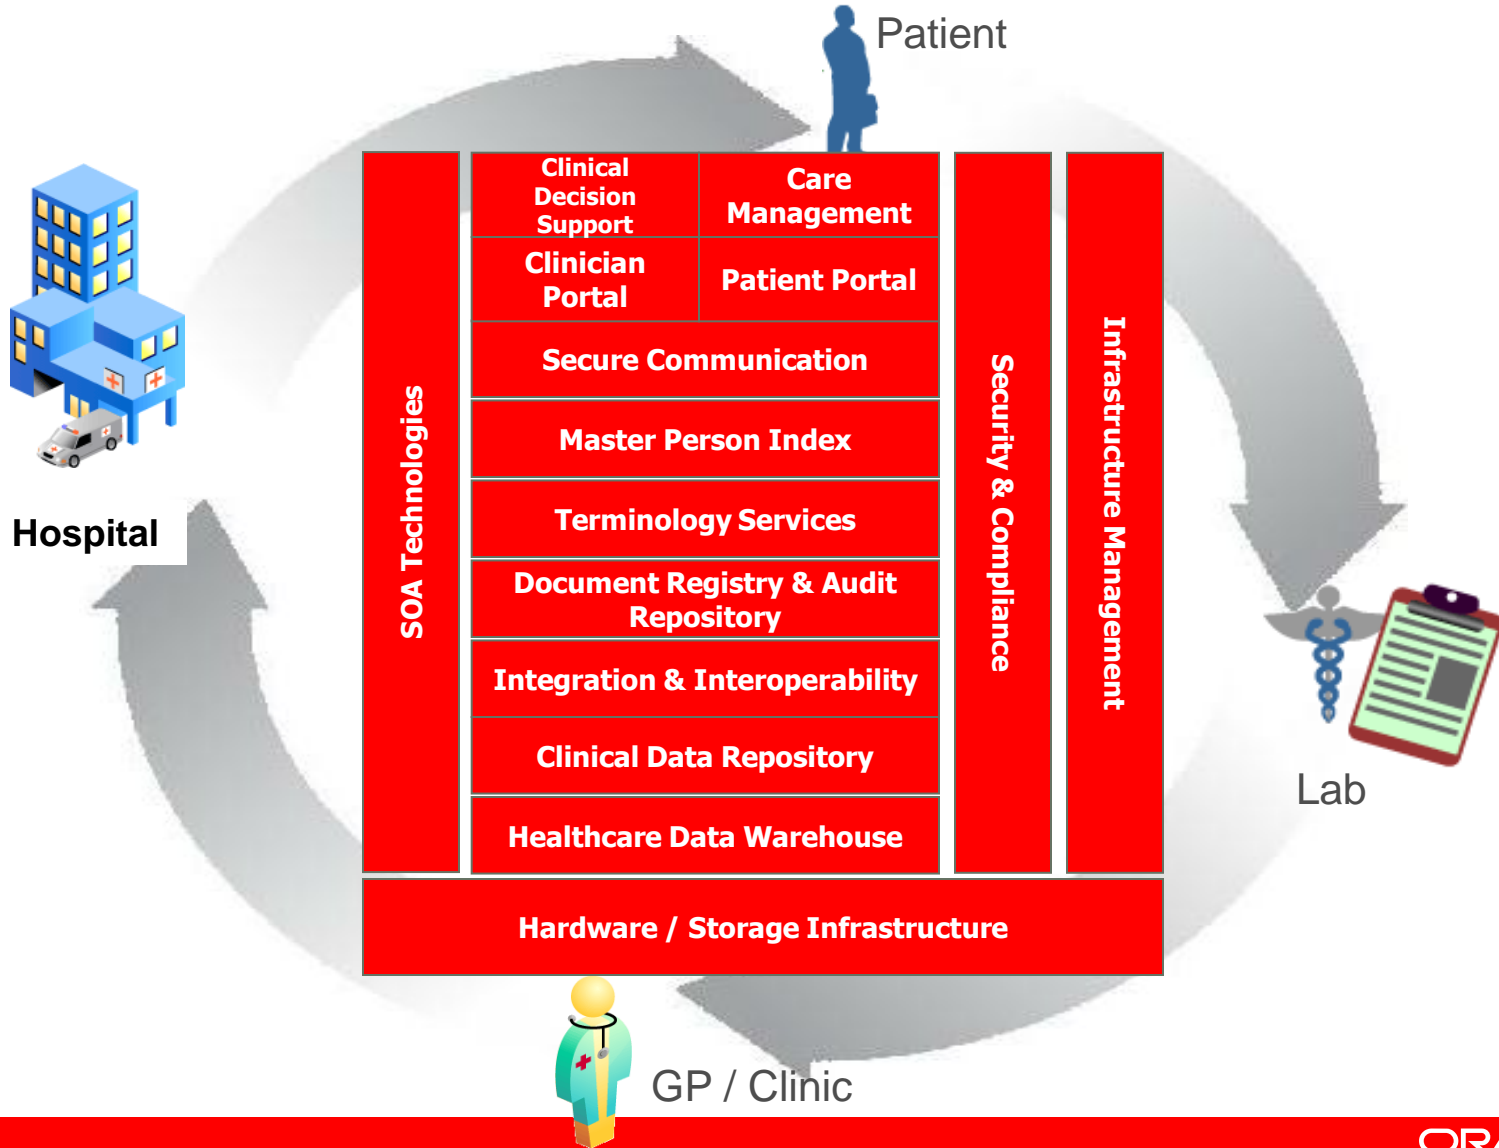 Patient
Clinical
Decision
Support
Care
Management
Clinician
Portal
Patient Portal
Secure Communication
Master Person Index
Terminology Services
Document Registry & Audit
Repository
Integration & Interoperability
Clinical Data Repository
Healthcare Data Warehouse
SOA Technologies
Security & Compliance
Infrastructure Management
Hardware / Storage Infrastructure
Hospital
Lab
GP / Clinic